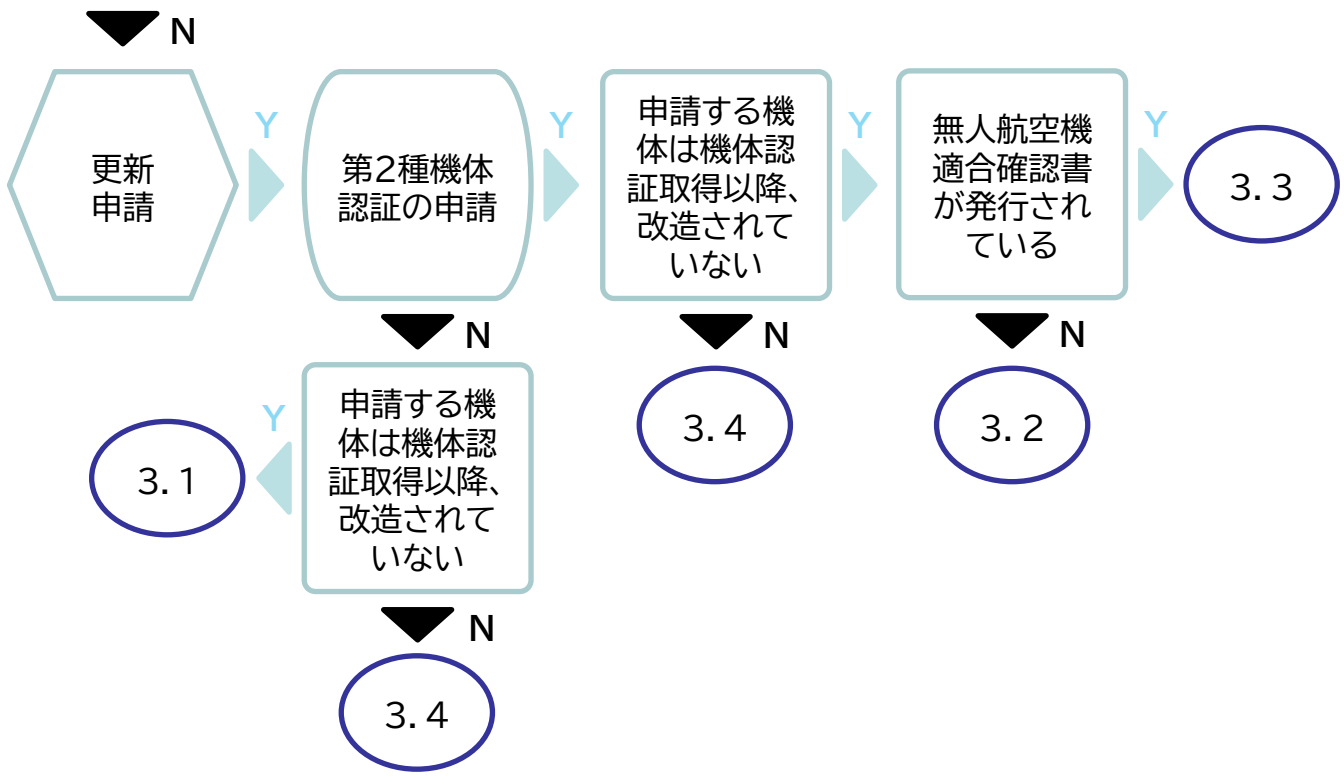 N
更新
申請
Y
第2種機体
認証の申請
Y
申請する機
体は機体認
証取得以降、
改造されて
いない
Y
無人航空機
適合確認書
が発行され
ている
Y
3.3
N
N
N
3.1
Y
申請する機
体は機体認
証取得以降、
改造されて
いない
3.4
3.2
N
3.4